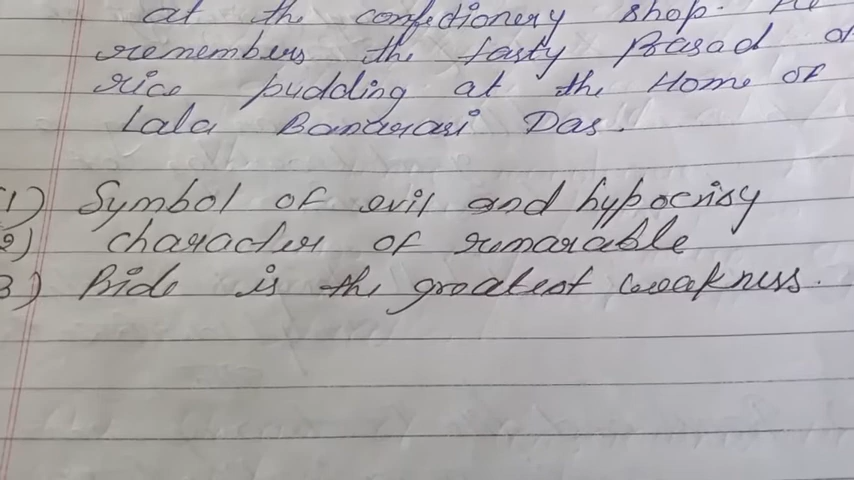 at the confectionery shop. He
remembers the tasty Prasad of
rice pudding at the Home of
Lala Banarasi Das.
1) Symbol of evil and hypocrisy
2) character of remarable
3) Pride is the greatest weakness.